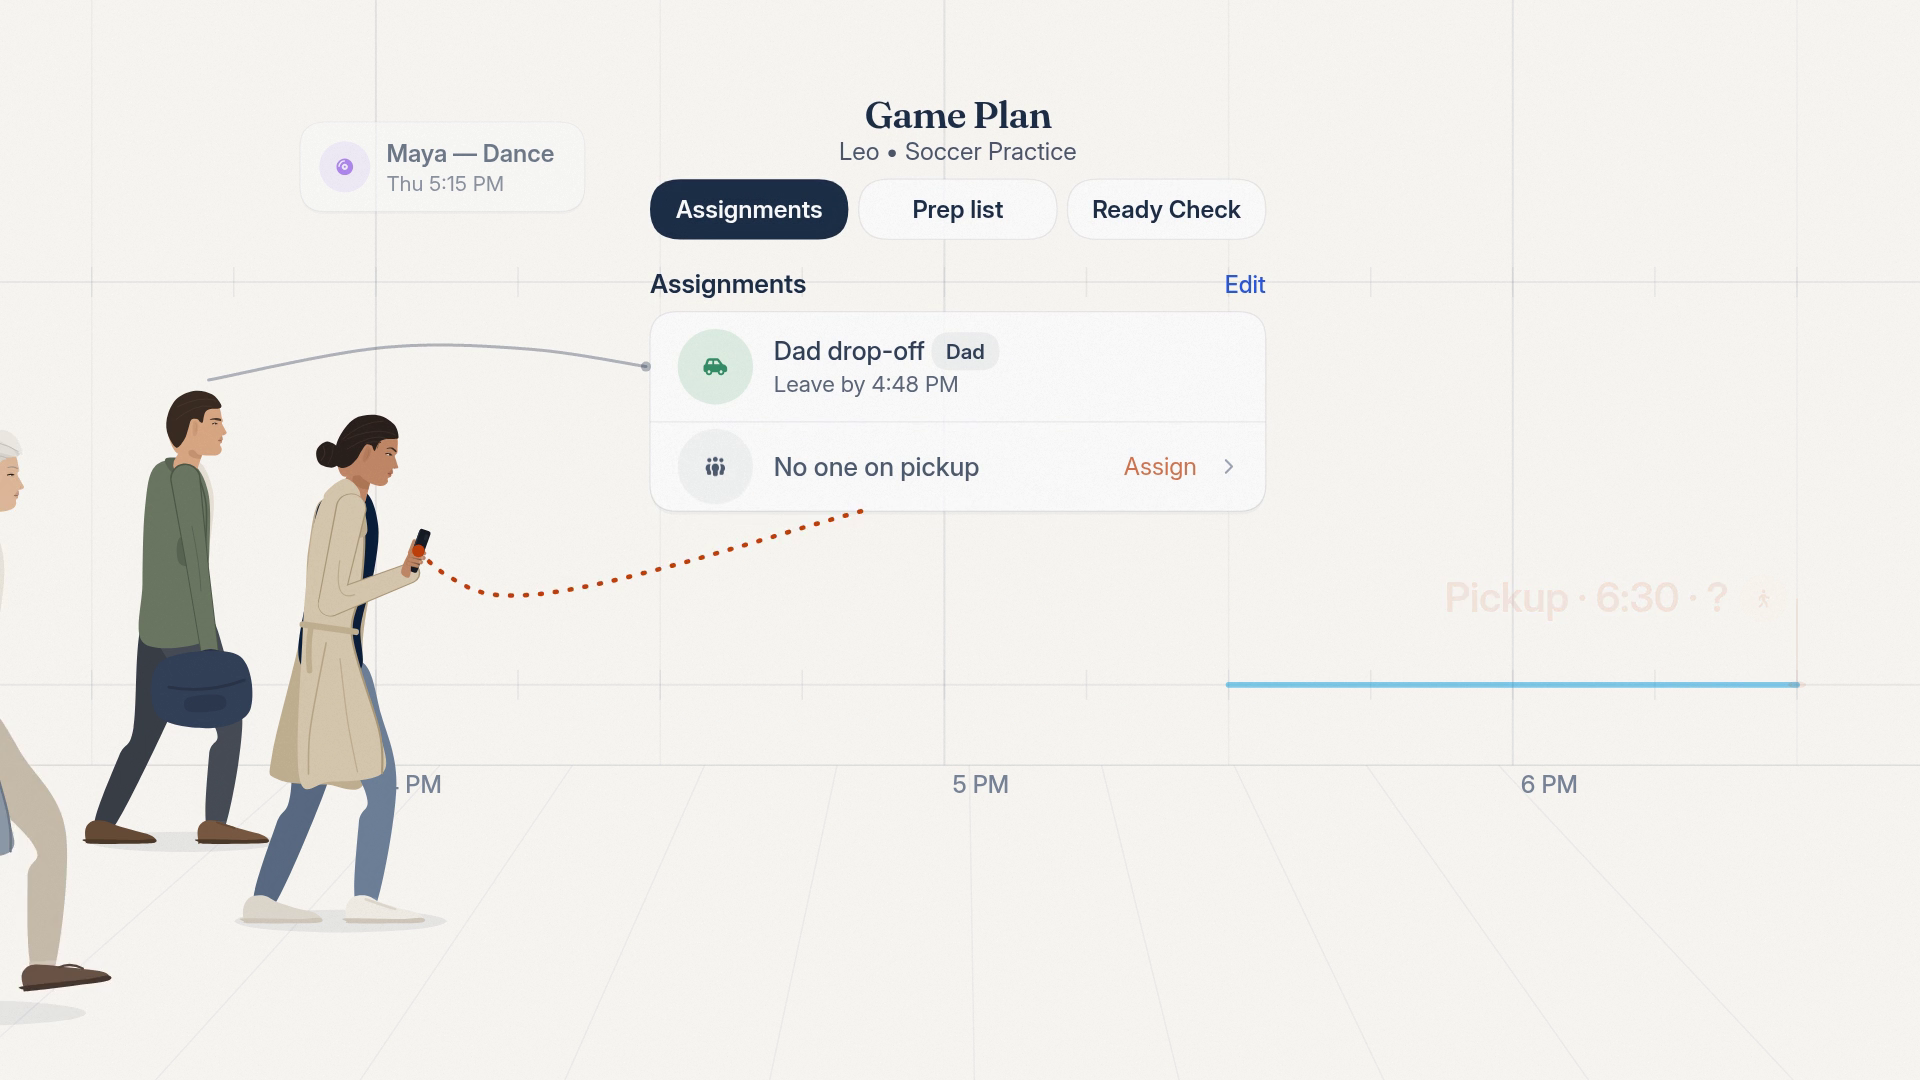 Game Plan
Leo • Soccer Practice
Maya — Dance
Thu 5:15 PM
Assignments
Prep list
Ready Check
Assignments
Edit
Dad drop-off
Dad
Leave by 4:48 PM
No one on pickup
Assign
Pickup · 6:30 · ?
PM
5 PM
6 PM